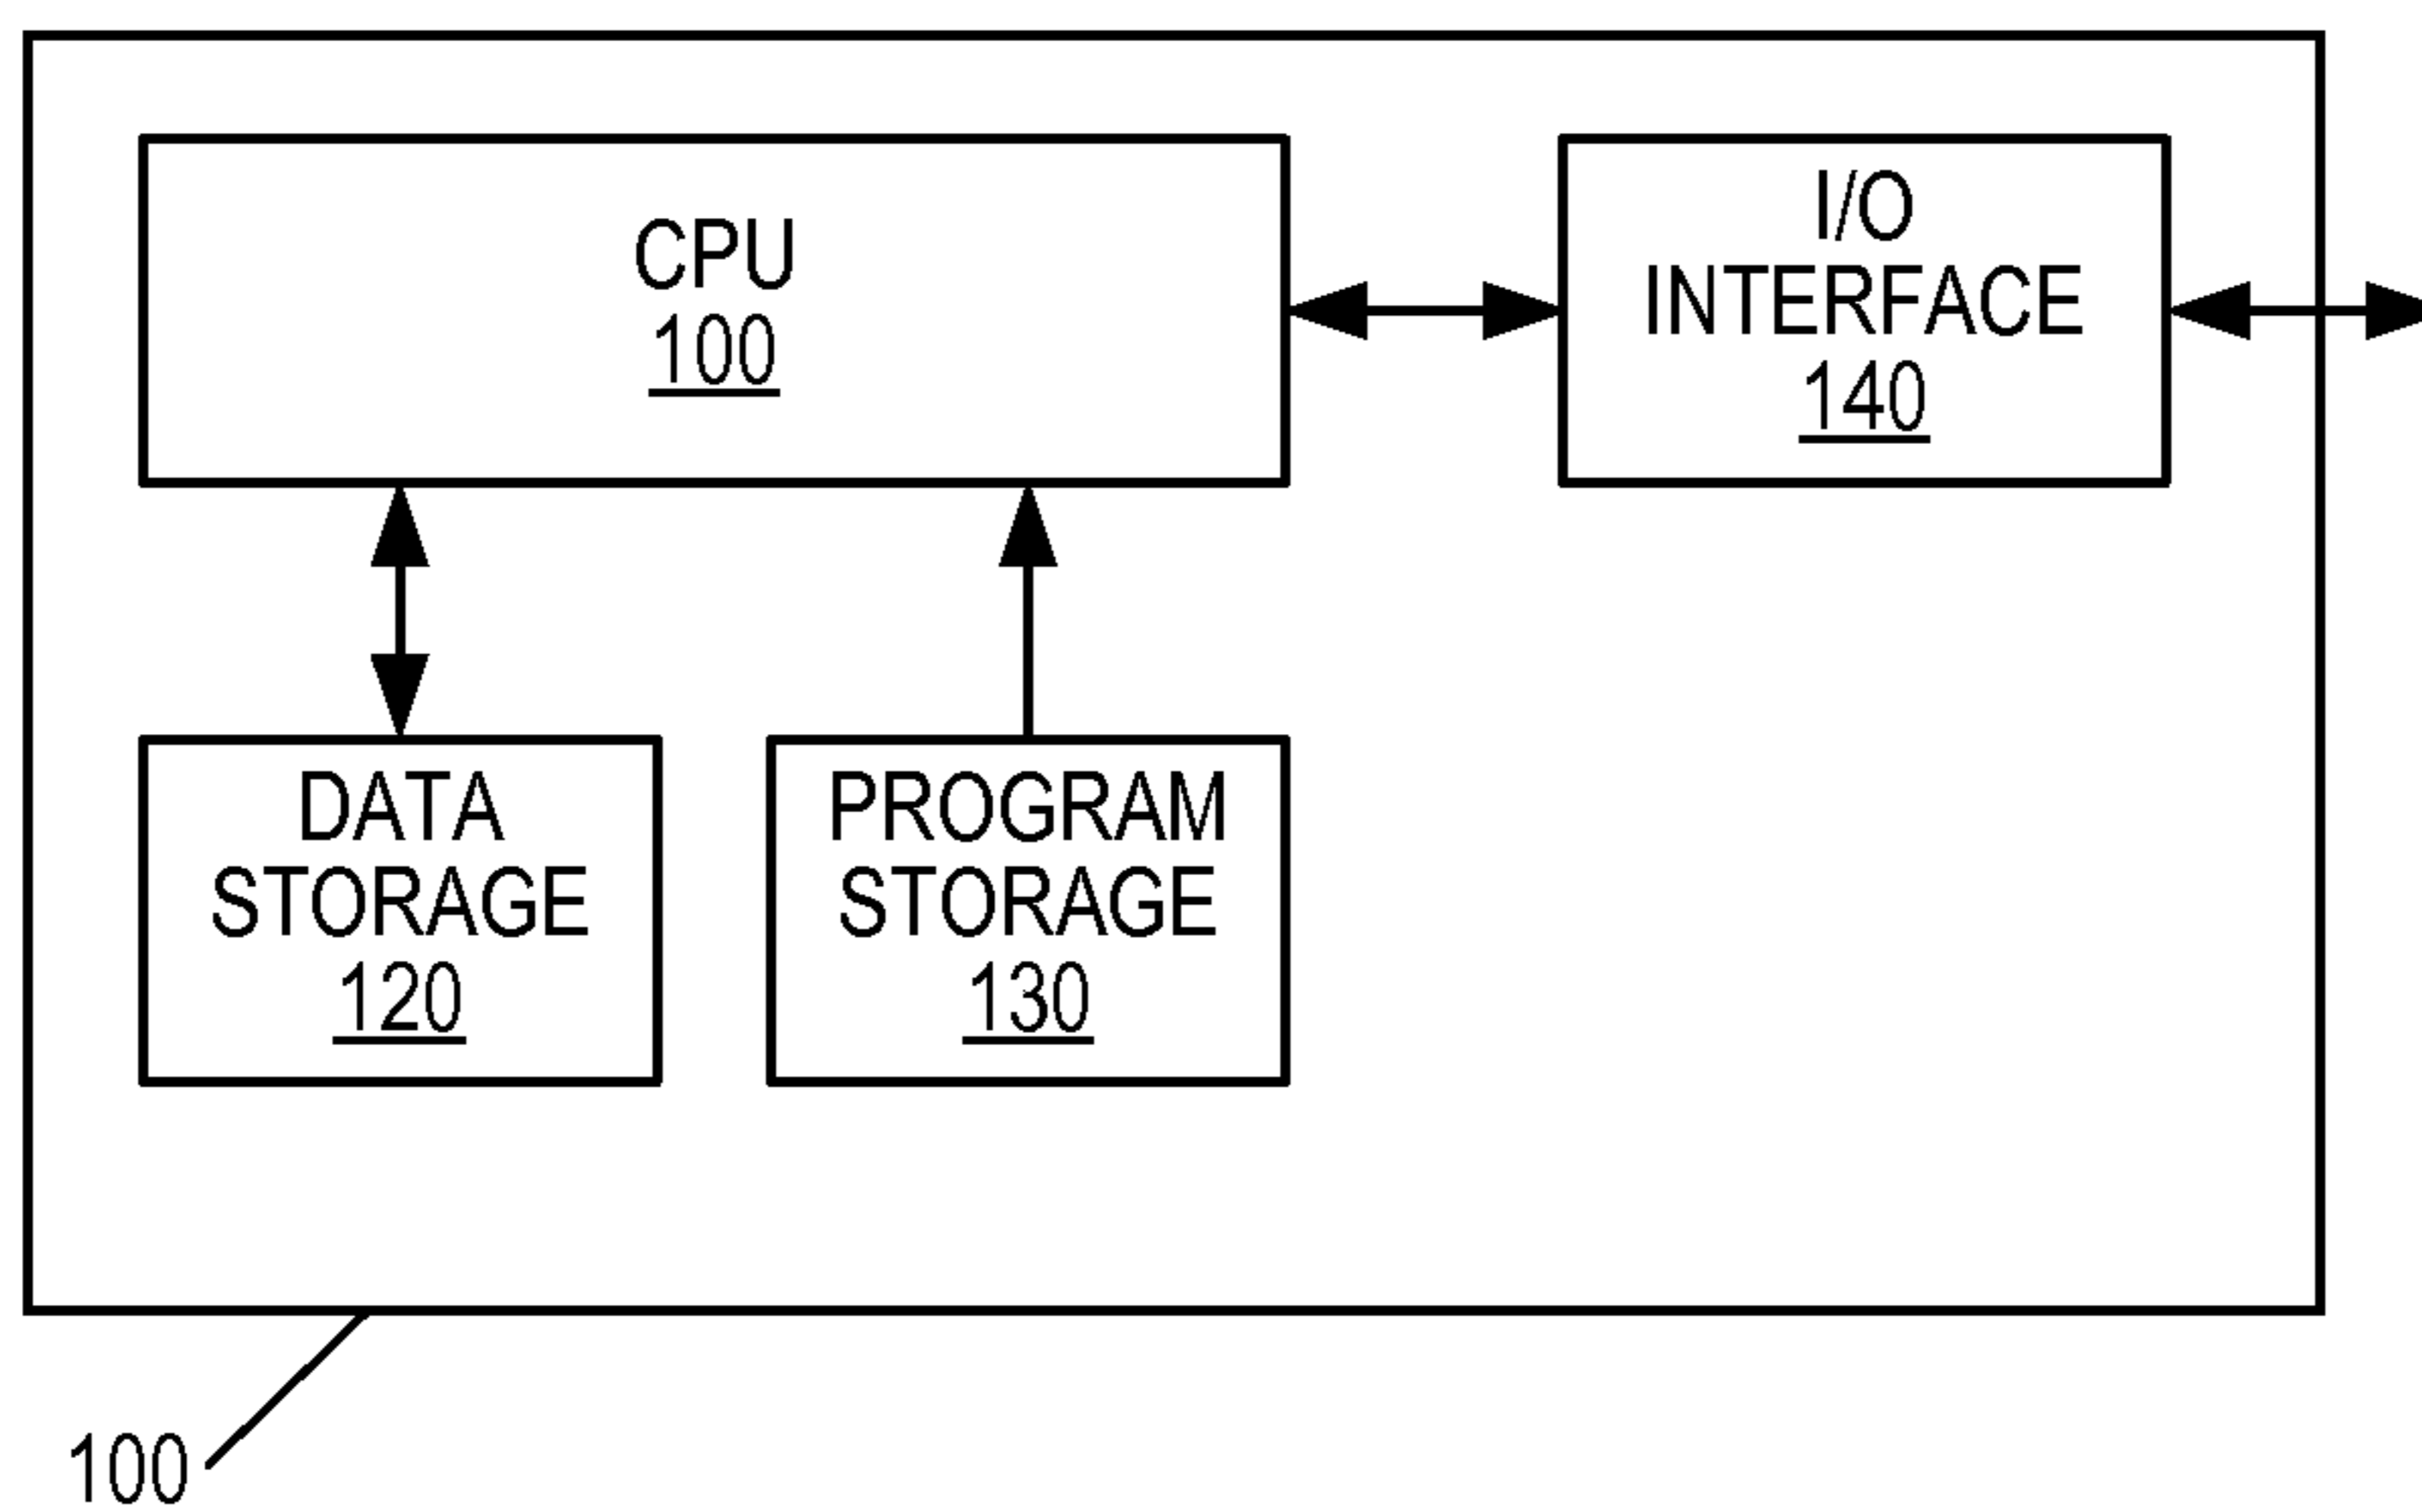 CPU
100
I/O
INTERFACE
140
DATA
STORAGE
120
PROGRAM
STORAGE
130
100